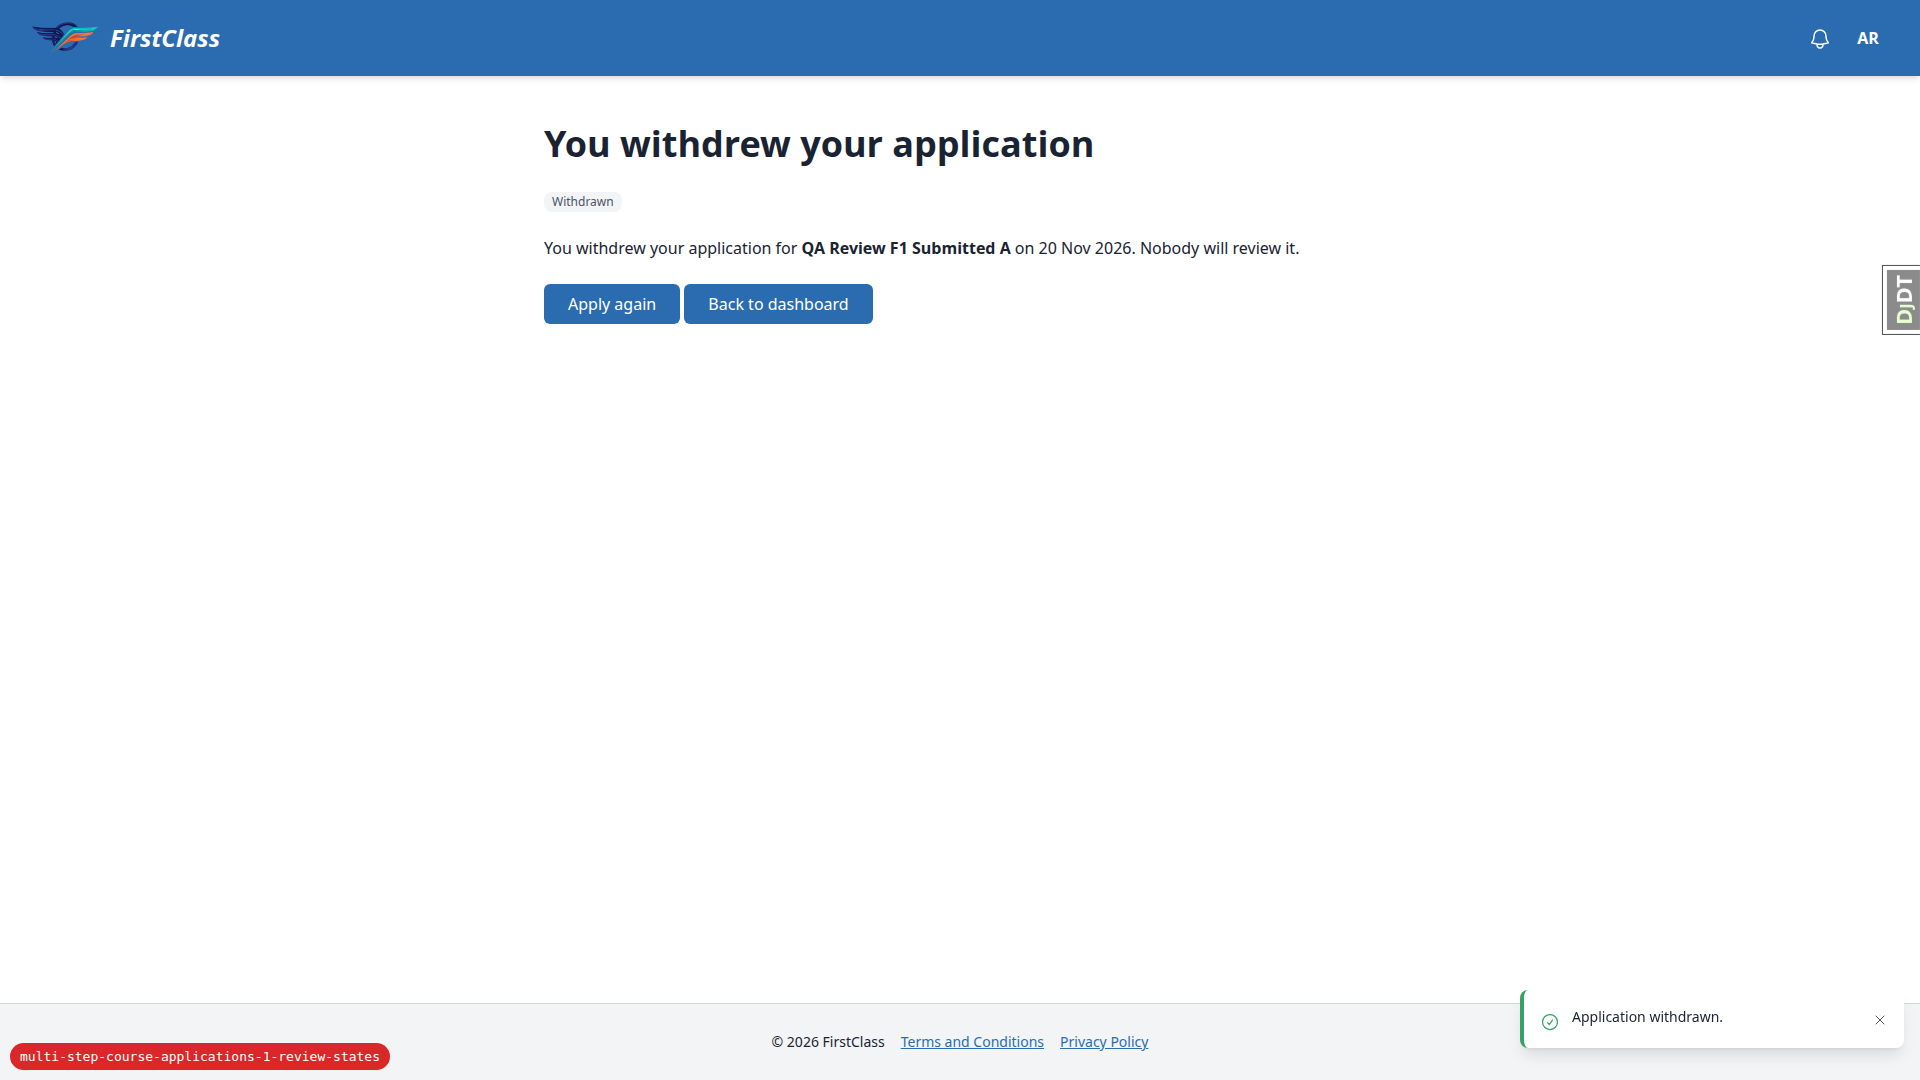 FirstClass
AR
You withdrew your application
Withdrawn
You withdrew your application for QA Review F1 Submitted A on 20 Nov 2026. Nobody will review it.
Apply again
Back to dashboard
DJDT
Application withdrawn.
© 2026 FirstClass Terms and Conditions Privacy Policy
multi-step-course-applications-1-review-states